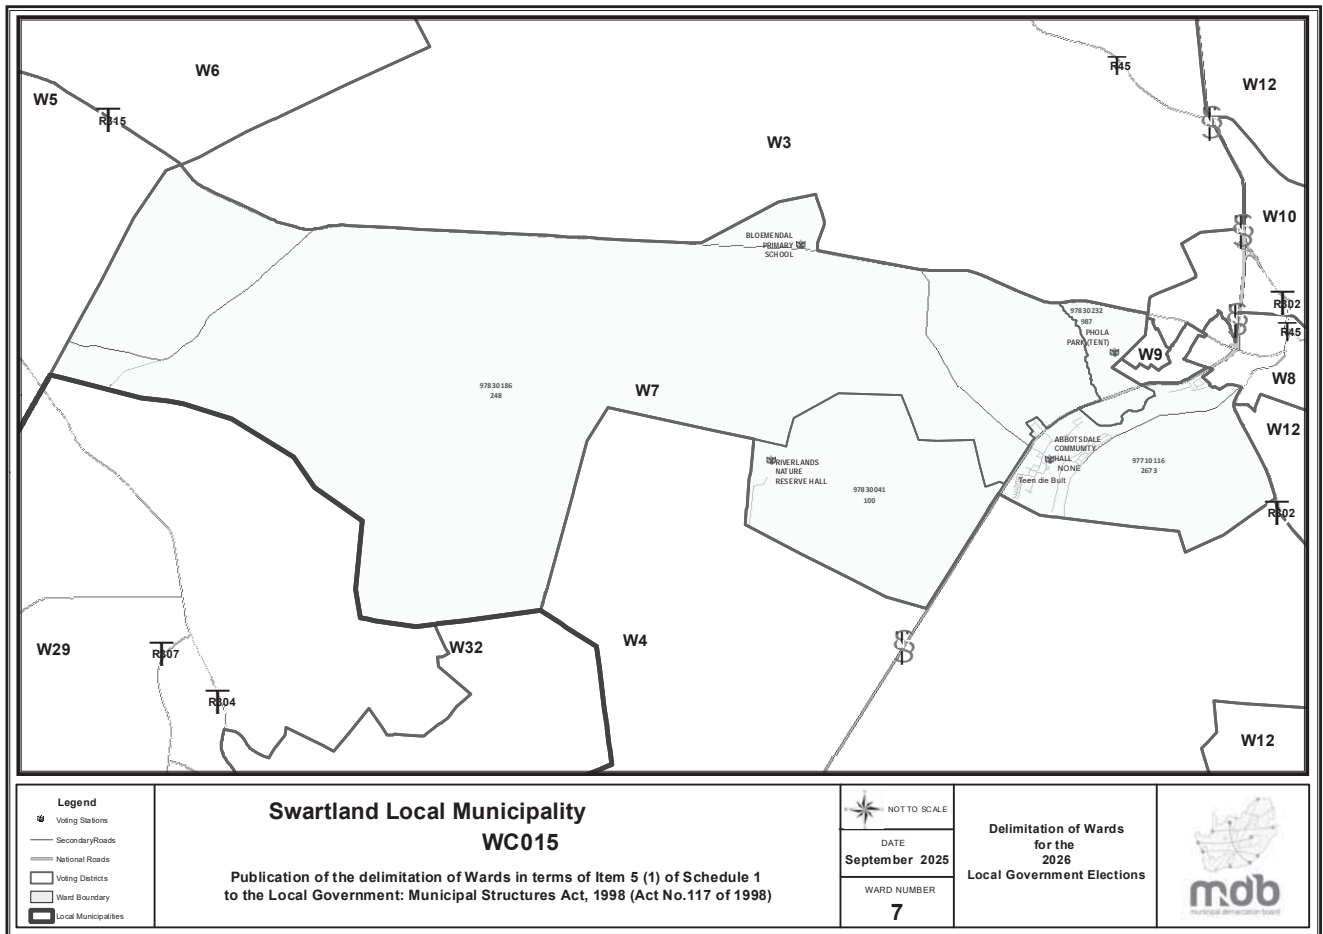 W6
W5
R315
W3
R45
W12
W10
BLOEMENDAL
PRIMARY
SCHOOL
R302
R45
97830232
987
PHOLA
PARK (TENT)
W9
W8
W12
97830186
248
W7
ABBOTSDALE
COMMUNITY
HALL
NONE
Teen die Bult
97710116
2673
RIVERLANDS
NATURE
RESERVE HALL
97830041
100
R302
W29
R307
R304
W32
W4
W12
Legend
Voting Stations
SecondaryRoads
National Roads
Voting Districts
Ward Boundary
Local Municipalities
Swartland Local Municipality
WC015
Publication of the delimitation of Wards in terms of Item 5 (1) of Schedule 1
to the Local Government: Municipal Structures Act, 1998 (Act No.117 of 1998)
NOT TO SCALE
DATE
September 2025
WARD NUMBER
7
Delimitation of Wards
for the
2026
Local Government Elections
mdb
municipal demarcation board